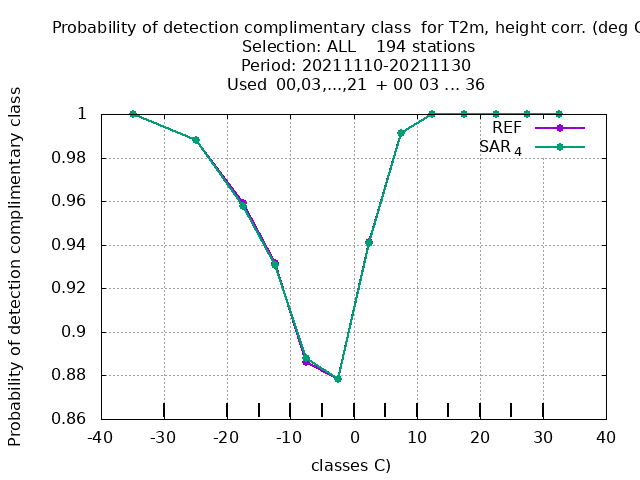 Probability of detection complimentary class for T2m, height corr. (deg C
Selection: ALL 194 stations
Period: 20211110-20211130
Used 00,03,...,21 + 00 03 ... 36
Probability of detection complimentary class
1
0.98
0.96
0.94
0.92
0.9
0.88
0.86
REF
SAR 4
-40 -30 -20 -10 0 10 20 30 40
classes C)